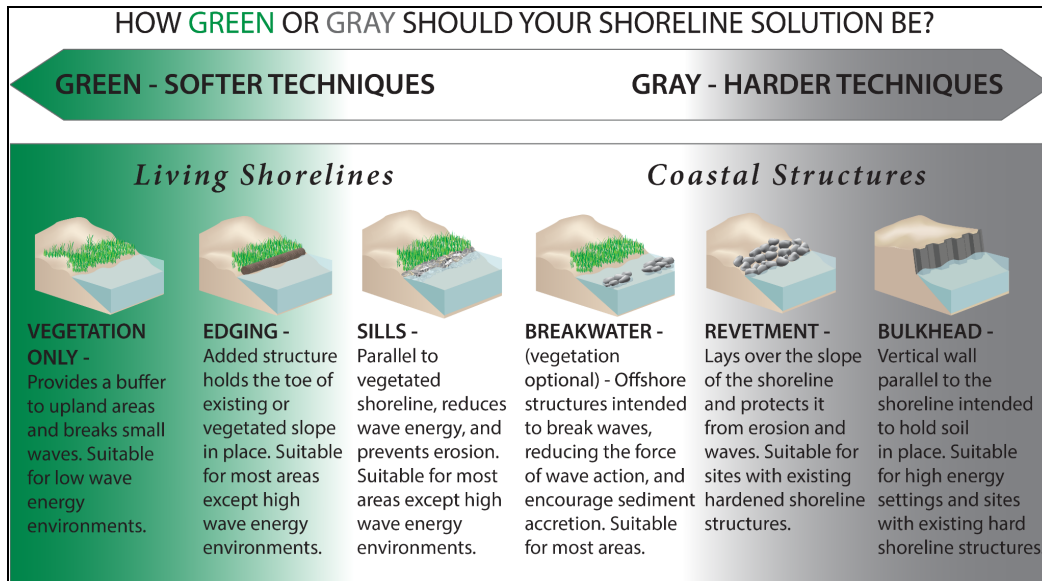 HOW GREEN OR GRAY SHOULD YOUR SHORELINE SOLUTION BE?
GREEN - SOFTER TECHNIQUES
GRAY - HARDER TECHNIQUES
Living Shorelines
Coastal Structures
VEGETATION
ONLY -
Provides a buffer
to upland areas
and breaks small
waves. Suitable
for low wave
energy
environments.
EDGING -
Added structure
holds the toe of
existing or
vegetated slope
in place. Suitable
for most areas
except high
wave energy
environments.
SILLS -
Parallel to
vegetated
shoreline, reduces
wave energy, and
prevents erosion.
Suitable for most
areas except high
wave energy
environments.
BREAKWATER -
(vegetation
optional) - Offshore
structures intended
to break waves,
reducing the force
of wave action, and
encourage sediment
accretion. Suitable
for most areas.
REVETMENT -
Lays over the slope
of the shoreline
and protects it
from erosion and
waves. Suitable for
sites with existing
hardened shoreline
structures.
BULKHEAD -
Vertical wall
parallel to the
shoreline intended
to hold soil
in place. Suitable
for high energy
settings and sites
with existing hard
shoreline structures